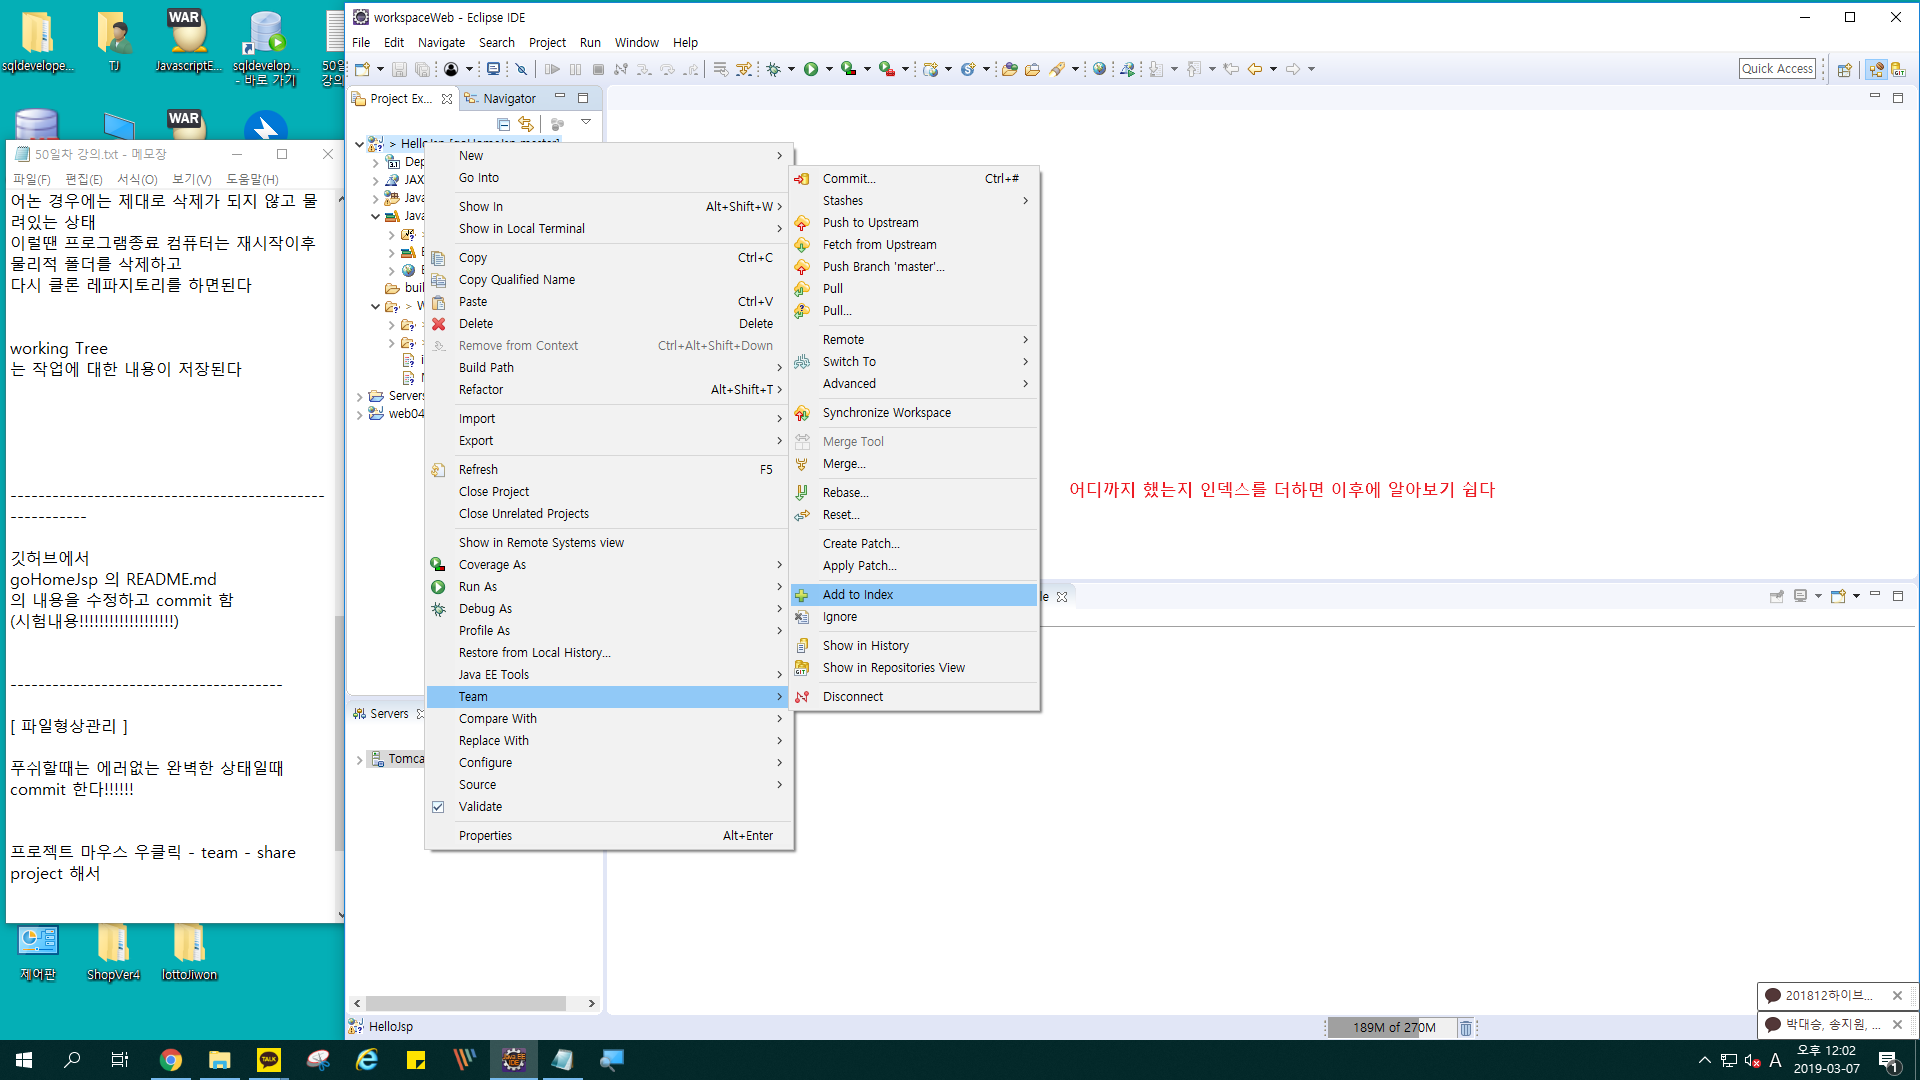 sqldevelope...
TJ
JavascriptE...
sqldevelop...
- 바로 가기
WAR
WAR
50일차 강의.txt - 메모장
파일(F) 편집(E) 서식(O) 보기(V) 도움말(H)
어논 경우에는 제대로 삭제가 되지 않고 물
려있는 상태
이럴땐 프로그램종료 컴퓨터는 재시작이후
물리적 폴더를 삭제하고
다시 클론 레파지토리를 하면된다
working Tree
는 작업에 대한 내용이 저장된다
---------------------------------------------
-----------
깃허브에서
goHomeJsp 의 README.md
의 내용을 수정하고 commit 함
(시험내용!!!!!!!!!!!!!!!!!!!)
---------------------------------------
[ 파일형상관리 ]
푸쉬할때는 에러없는 완벽한 상태일때
commit 한다!!!!!!
프로젝트 마우스 우클릭 - team - share
project 해서
제어판
ShopVer4
lottoJiwon
workspaceWeb - Eclipse IDE
File Edit Navigate Search Project Run Window Help
Quick Access
Project Ex...
Navigator
Servers
web04
Servers
HelloJsp
New
Go Into
Show In Alt+Shift+W
Show in Local Terminal
Copy Ctrl+C
Copy Qualified Name
Paste Ctrl+V
Delete Delete
Remove from Context Ctrl+Alt+Shift+Down
Build Path
Refactor Alt+Shift+T
Import
Export
Refresh F5
Close Project
Close Unrelated Projects
Show in Remote Systems view
Coverage As
Run As
Debug As
Profile As
Restore from Local History...
Java EE Tools
Team
Compare With
Replace With
Configure
Source
Validate
Properties Alt+Enter
Commit... Ctrl+#
Stashes
Push to Upstream
Fetch from Upstream
Push Branch 'master'...
Pull
Pull...
Remote
Switch To
Advanced
Synchronize Workspace
Merge Tool
Merge...
Rebase...
Reset...
Create Patch...
Apply Patch...
Add to Index
Ignore
Show in History
Show in Repositories View
Disconnect
어디까지 했는지 인덱스를 더하면 이후에 알아보기 쉽다
189M of 270M
201812하이브...
박대승, 송지원, ...
TALK
A
오후 12:02
2019-03-07
1